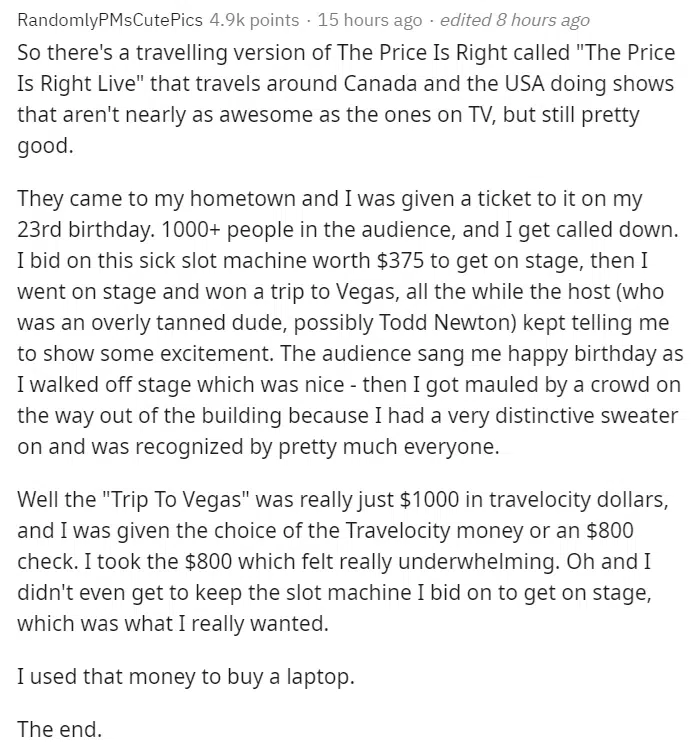 RandomlyPMsCutePics 4.9k points · 15 hours ago · edited 8 hours ago
So there's a travelling version of The Price Is Right called "The Price
Is Right Live" that travels around Canada and the USA doing shows
that aren't nearly as awesome as the ones on TV, but still pretty
good.
They came to my hometown and I was given a ticket to it on my
23rd birthday. 1000+ people in the audience, and I get called down.
I bid on this sick slot machine worth $375 to get on stage, then I
went on stage and won a trip to Vegas, all the while the host (who
was an overly tanned dude, possibly Todd Newton) kept telling me
to show some excitement. The audience sang me happy birthday as
I walked off stage which was nice - then I got mauled by a crowd on
the way out of the building because I had a very distinctive sweater
on and was recognized by pretty much everyone.
Well the "Trip To Vegas" was really just $1000 in travelocity dollars,
and I was given the choice of the Travelocity money or an $800
check. I took the $800 which felt really underwhelming. Oh and I
didn't even get to keep the slot machine I bid on to get on stage,
which was what I really wanted.
I used that money to buy a laptop.
The end.